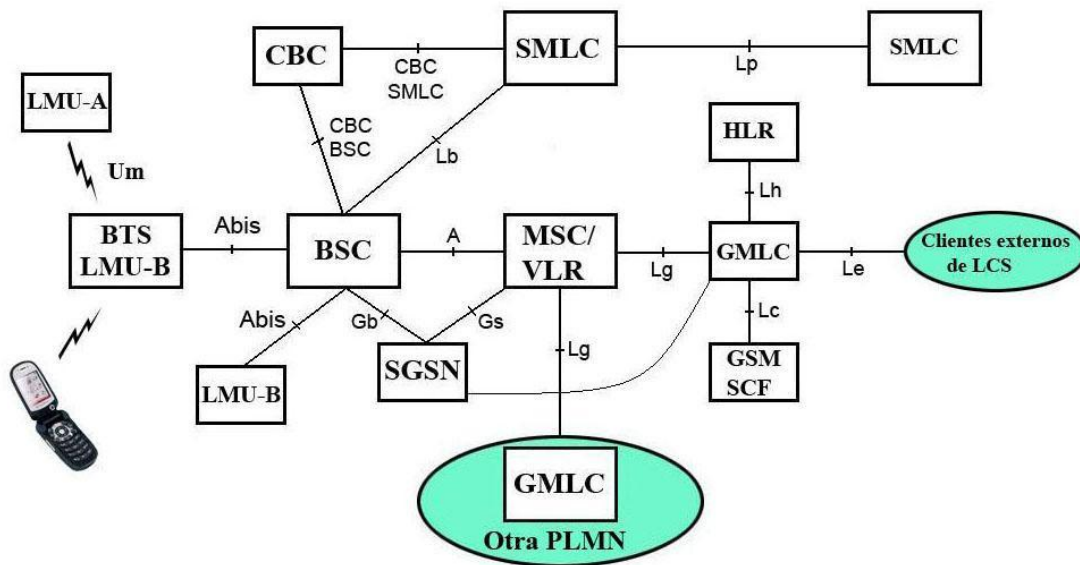 CBC
CBC
SMLC
SMLC
Lp
SMLC
LMU-A
Um
CBC
BSC
Lb
HLR
Lh
BTS
LMU-B
Abis
BSC
A
MSC/
VLR
Lg
GMLC
Le
Clientes externos
de LCS
Abis
Gb
Gs
Lg
Lc
LMU-B
SGSN
GSM
SCF
GMLC
Otra PLMN